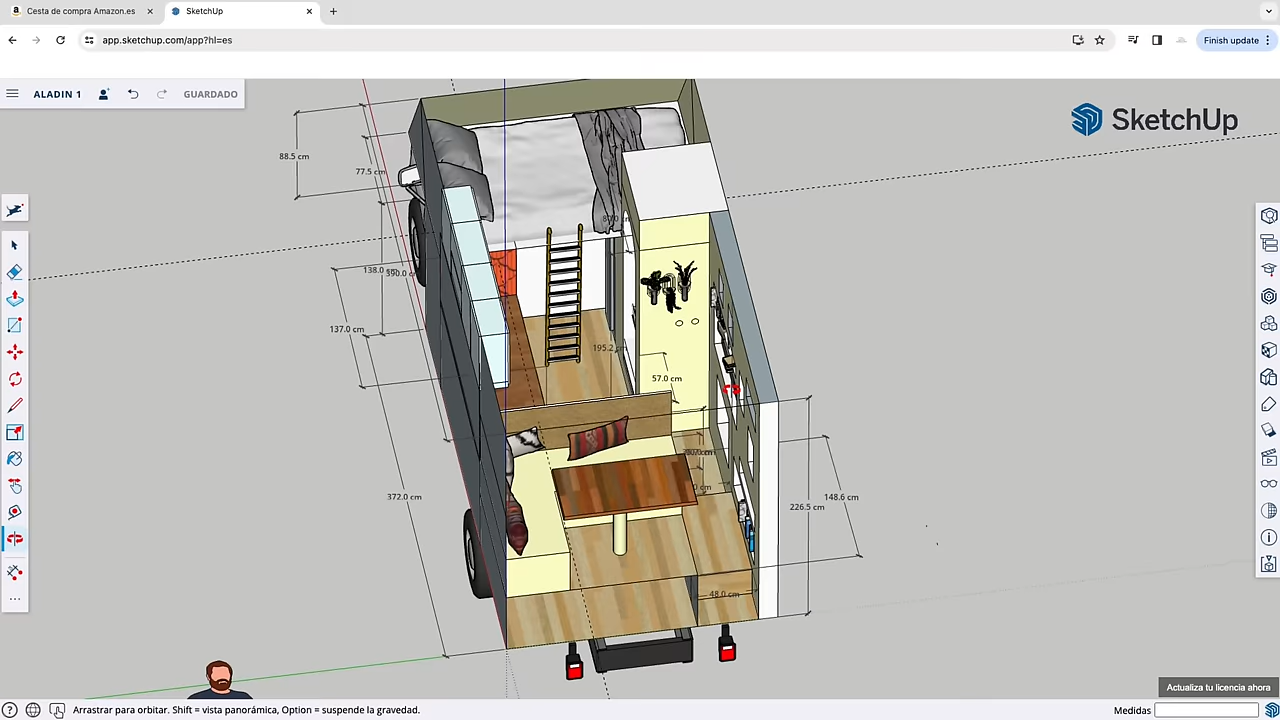 Cesta de compra Amazon.es
SketchUp
app.sketchup.com/app?hl=es
Finish update
ALADIN 1
GUARDADO
SketchUp
88.5 cm
77.5 cm
138.0
137.0 cm
195.2
57.0 cm
372.0 cm
148.6 cm
226.5 cm
48.0 cm
Actualiza tu licencia ahora
Arrastrar para orbitar. Shift = vista panorámica, Option = suspende la gravedad.
Medidas